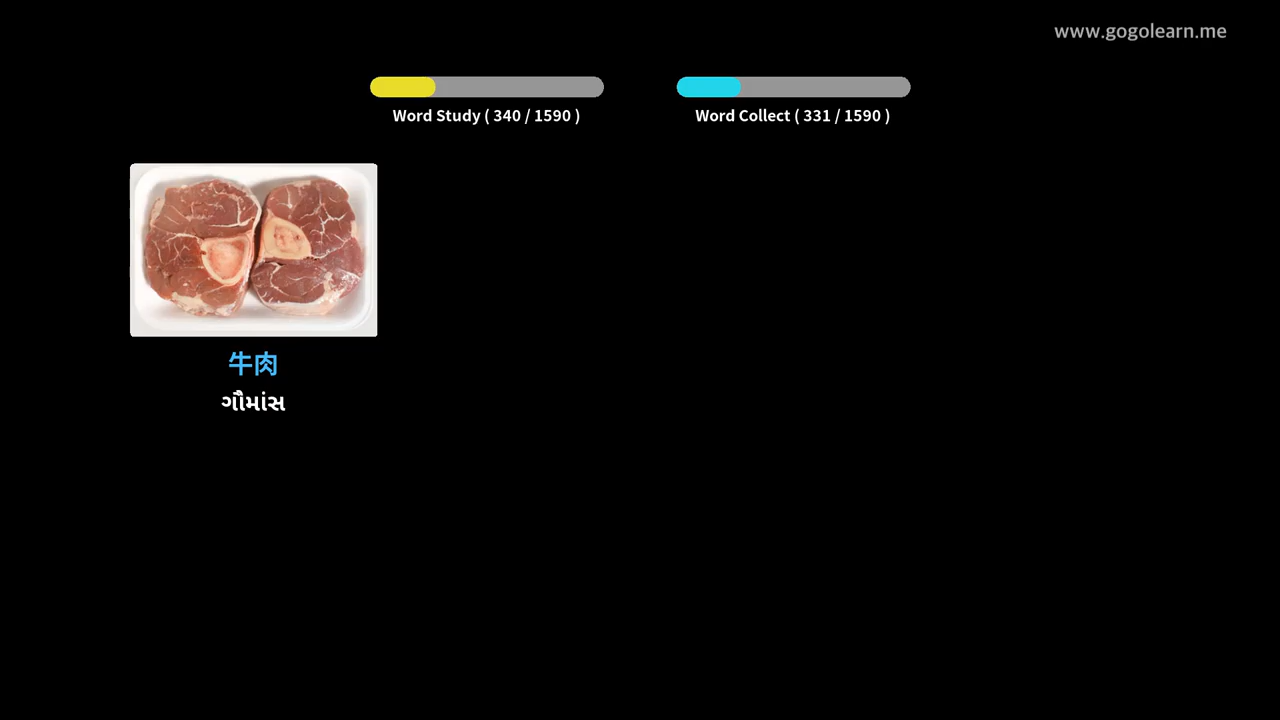 www.gogolearn.me
Word Study ( 340 / 1590 )
Word Collect ( 331 / 1590 )
牛肉
ગૌમાંસ